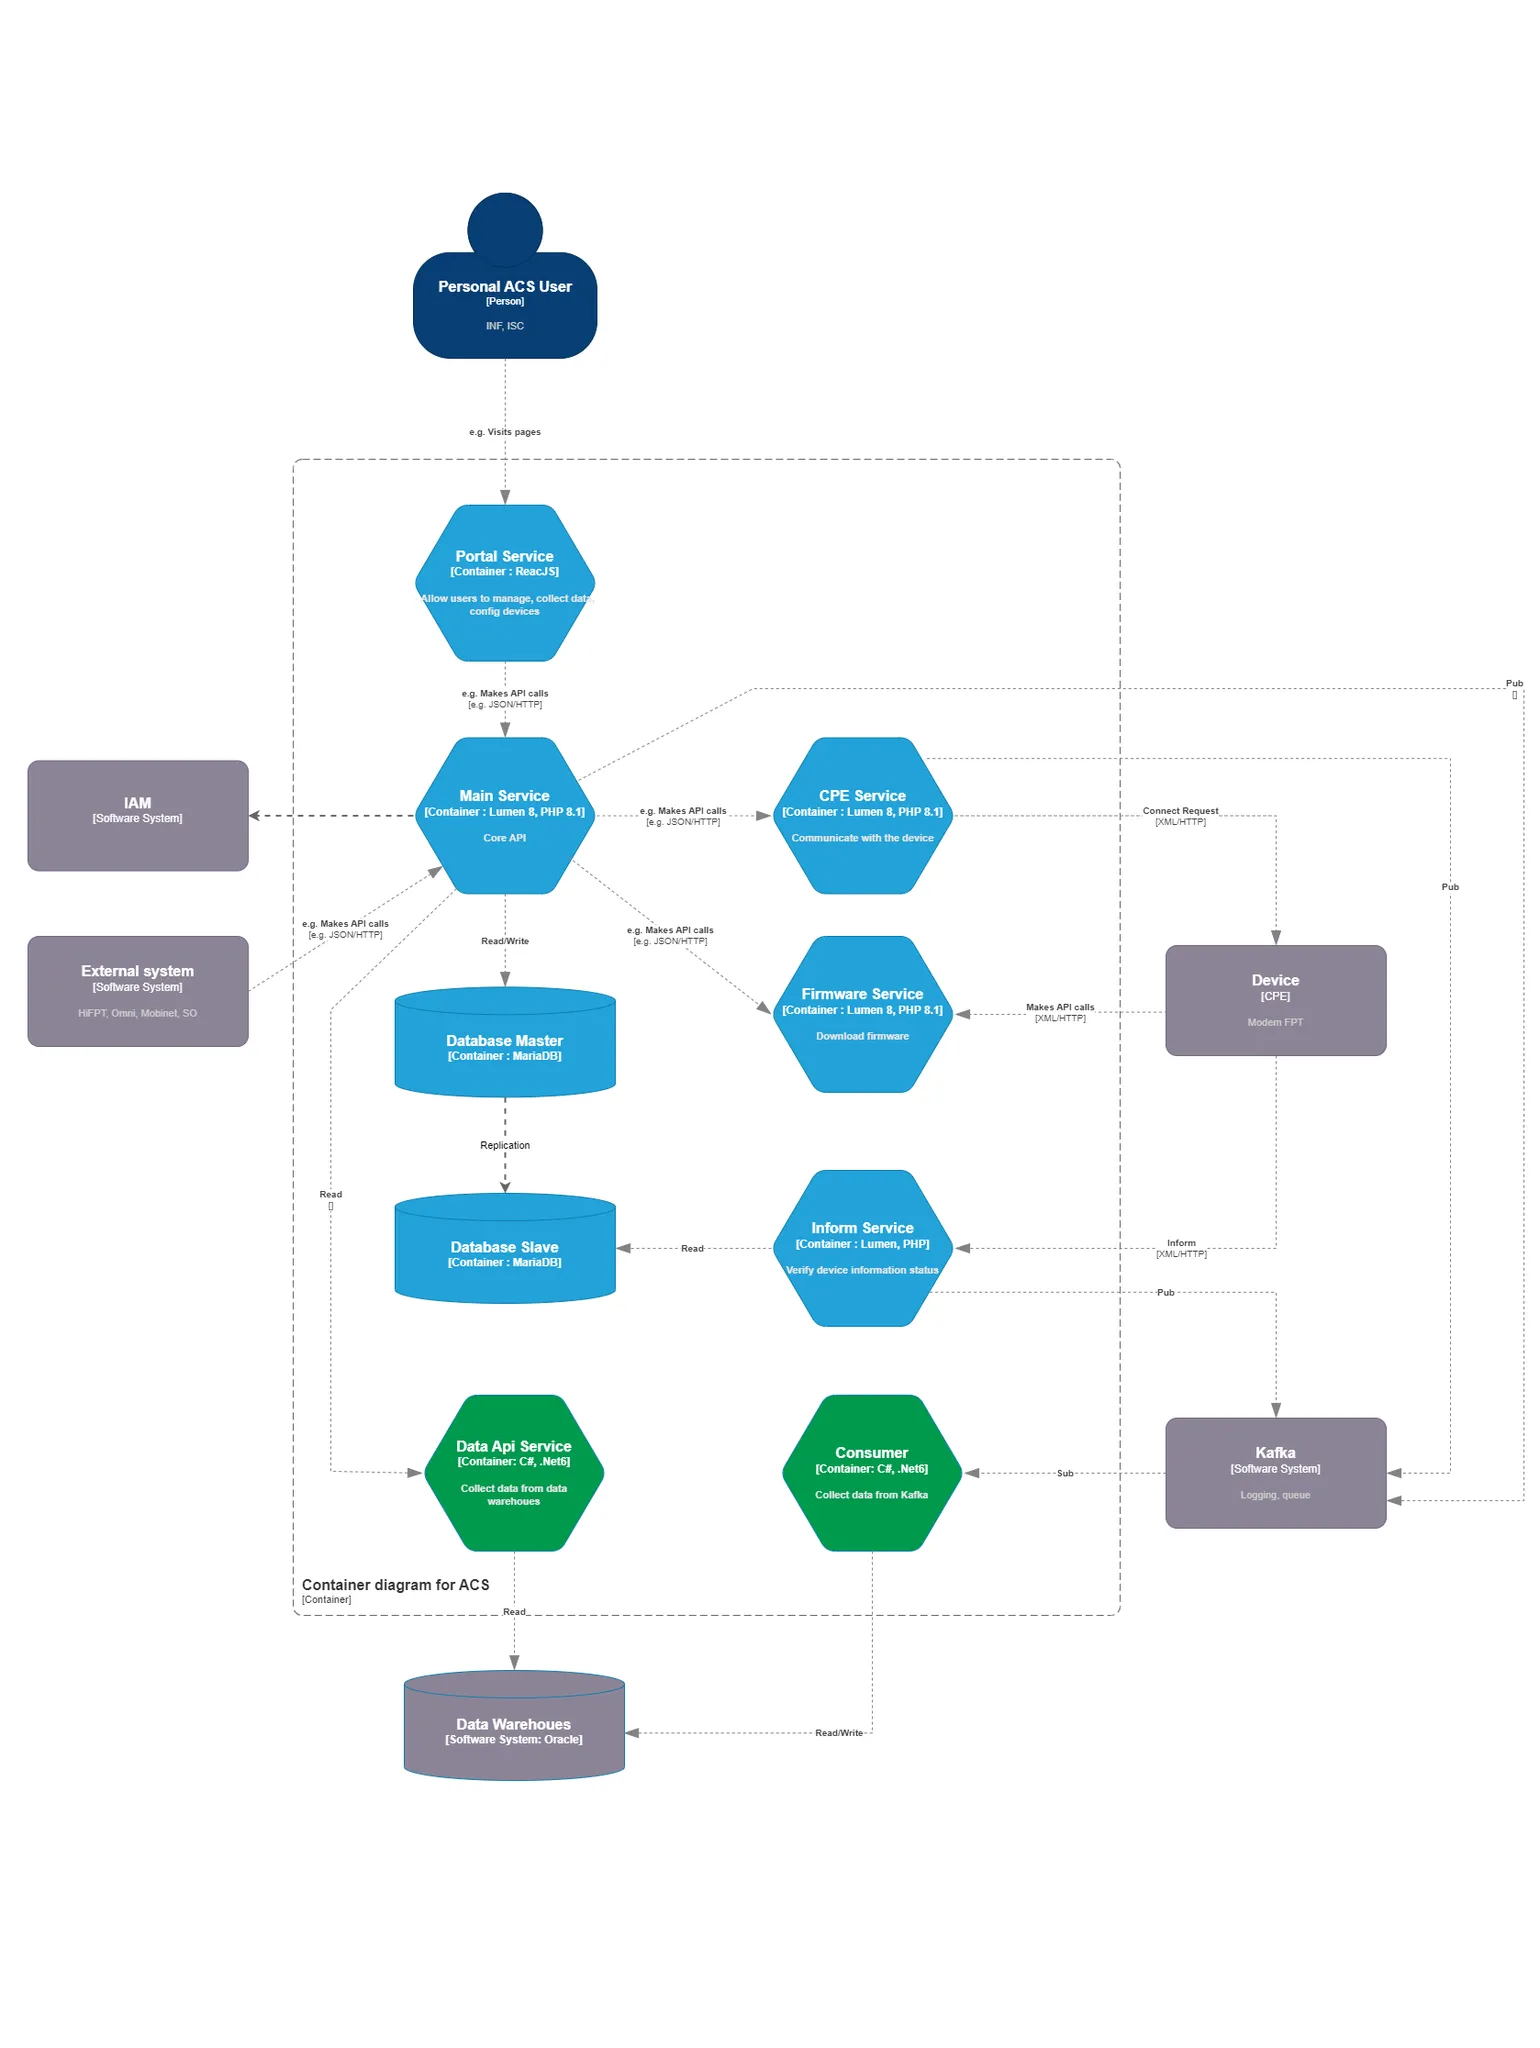 Personal ACS User
[Person]
INF, ISC
e.g. Visits pages
Portal Service
[Container : ReacJS]
Allow users to manage, collect data,
config devices
e.g. Makes API calls
[e.g. JSON/HTTP]
Pub
[]
IAM
[Software System]
Main Service
[Container : Lumen 8, PHP 8.1]
Core API
e.g. Makes API calls
[e.g. JSON/HTTP]
CPE Service
[Container : Lumen 8, PHP 8.1]
Communicate with the device
Connect Request
[XML/HTTP]
Pub
e.g. Makes API calls
[e.g. JSON/HTTP]
Read/Write
e.g. Makes API calls
[e.g. JSON/HTTP]
External system
[Software System]
HiFPT, Omni, Mobinet, SO
Firmware Service
[Container : Lumen 8, PHP 8.1]
Download firmware
Makes API calls
[XML/HTTP]
Device
[CPE]
Modem FPT
Database Master
[Container : MariaDB]
Replication
Read
[]
Database Slave
[Container : MariaDB]
Read
Inform Service
[Container : Lumen, PHP]
Verify device information status
Inform
[XML/HTTP]
Pub
Data Api Service
[Container: C#, .Net6]
Collect data from data
warehoues
Consumer
[Container: C#, .Net6]
Collect data from Kafka
Sub
Kafka
[Software System]
Logging, queue
Container diagram for ACS
[Container]
Read
Data Warehoues
[Software System: Oracle]
Read/Write